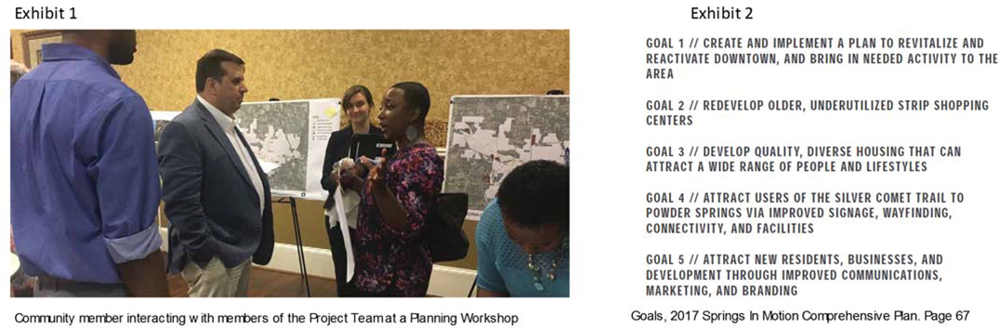 Exhibit 1
Community member interacting with members of the Project Team at a Planning Workshop
Exhibit 2
GOAL 1 // CREATE AND IMPLEMENT A PLAN TO REVITALIZE AND
REACTIVATE DOWNTOWN, AND BRING IN NEEDED ACTIVITY TO THE
AREA
GOAL 2 // REDEVELOP OLDER, UNDERUTILIZED STRIP SHOPPING
CENTERS
GOAL 3 // DEVELOP QUALITY, DIVERSE HOUSING THAT CAN
ATTRACT A WIDE RANGE OF PEOPLE AND LIFESTYLES
GOAL 4 // ATTRACT USERS OF THE SILVER COMET TRAIL TO
POWDER SPRINGS VIA IMPROVED SIGNAGE, WAYFINDING,
CONNECTIVITY, AND FACILITIES
GOAL 5 // ATTRACT NEW RESIDENTS, BUSINESSES, AND
DEVELOPMENT THROUGH IMPROVED COMMUNICATIONS,
MARKETING, AND BRANDING
Goals, 2017 Springs In Motion Comprehensive Plan. Page 67